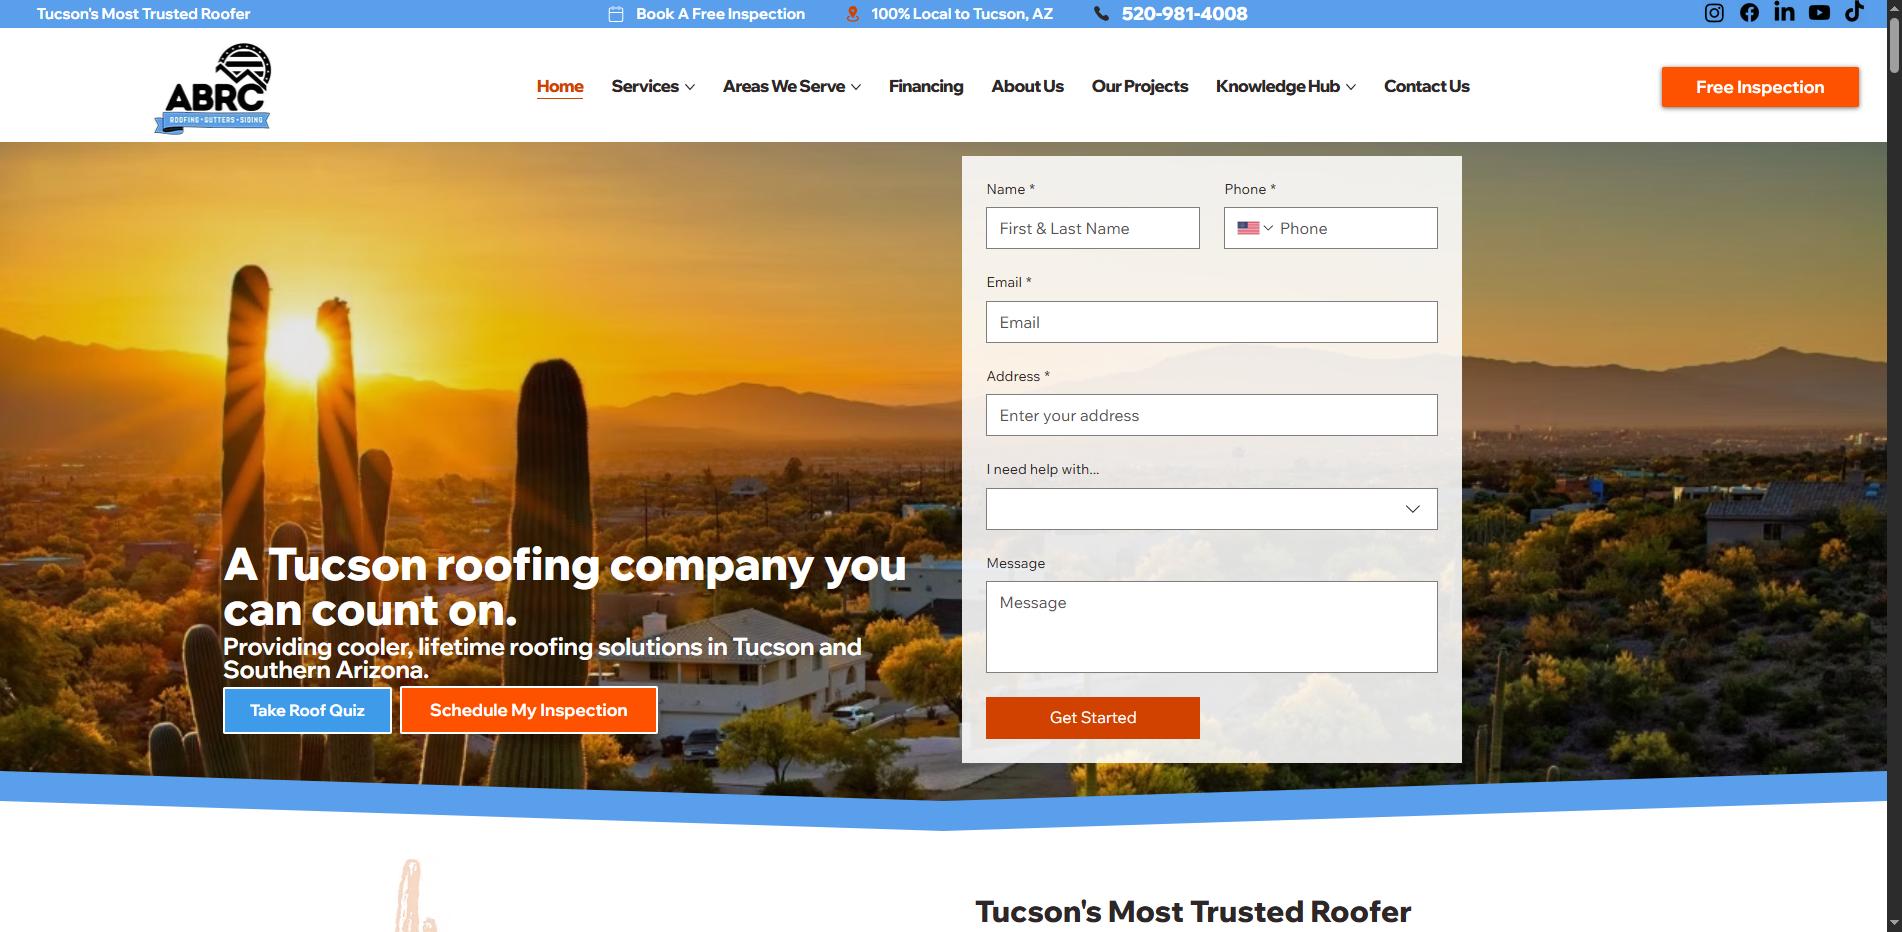 Tucson's Most Trusted Roofer
Book A Free Inspection
100% Local to Tucson, AZ
520-981-4008
ABRC
ROOFING • GUTTERS • SIDING
Home
Services
Areas We Serve
Financing
About Us
Our Projects
Knowledge Hub
Contact Us
Free Inspection
A Tucson roofing company you
can count on.
Providing cooler, lifetime roofing solutions in Tucson and
Southern Arizona.
Take Roof Quiz
Schedule My Inspection
Name *
Phone *
First & Last Name
Phone
Email *
Email
Address *
Enter your address
I need help with...
Message
Message
Get Started
Tucson's Most Trusted Roofer